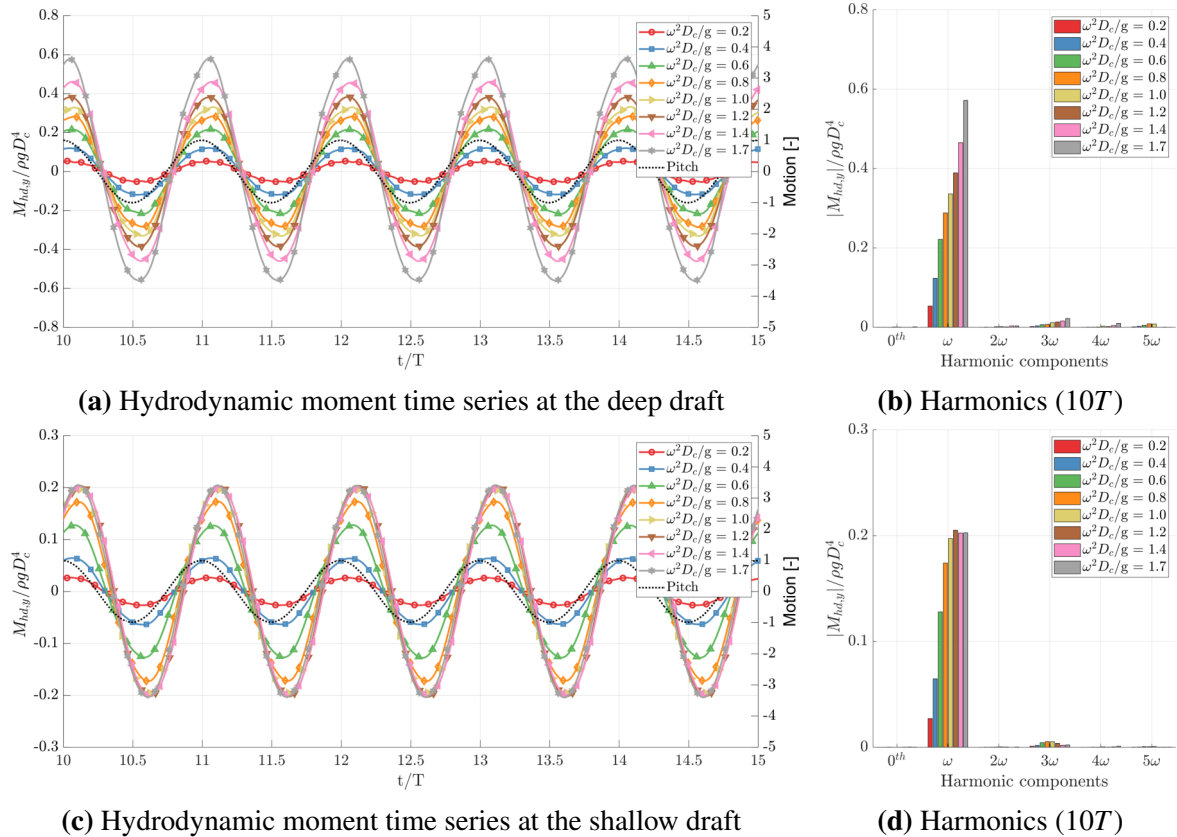 0.8
0.6
0.4
0.2
0
-0.2
-0.4
-0.6
-0.8
M_{hd,y}/ρgD_c^4
5
4
3
2
1
0
-1
-2
-3
-4
-5
Motion [-]
ω²D_c/g = 0.2
ω²D_c/g = 0.4
ω²D_c/g = 0.6
ω²D_c/g = 0.8
ω²D_c/g = 1.0
ω²D_c/g = 1.2
ω²D_c/g = 1.4
ω²D_c/g = 1.7
Pitch
10 10.5 11 11.5 12 12.5 13 13.5 14 14.5 15
t/T
(a) Hydrodynamic moment time series at the deep draft
0.8
0.6
0.4
0.2
0
|M_{hd,y}|/ρgD_c^4
ω²D_c/g = 0.2
ω²D_c/g = 0.4
ω²D_c/g = 0.6
ω²D_c/g = 0.8
ω²D_c/g = 1.0
ω²D_c/g = 1.2
ω²D_c/g = 1.4
ω²D_c/g = 1.7
0^{th} ω 2ω 3ω 4ω 5ω
Harmonic components
(b) Harmonics (10T)
0.3
0.2
0.1
0.0
-0.1
-0.2
-0.3
M_{hd,y}/ρgD_c^4
5
4
3
2
1
0
-1
-2
-3
-4
-5
Motion [-]
ω²D_c/g = 0.2
ω²D_c/g = 0.4
ω²D_c/g = 0.6
ω²D_c/g = 0.8
ω²D_c/g = 1.0
ω²D_c/g = 1.2
ω²D_c/g = 1.4
ω²D_c/g = 1.7
Pitch
10 10.5 11 11.5 12 12.5 13 13.5 14 14.5 15
t/T
(c) Hydrodynamic moment time series at the shallow draft
0.3
0.2
0.1
0
|M_{hd,y}|/ρgD_c^4
ω²D_c/g = 0.2
ω²D_c/g = 0.4
ω²D_c/g = 0.6
ω²D_c/g = 0.8
ω²D_c/g = 1.0
ω²D_c/g = 1.2
ω²D_c/g = 1.4
ω²D_c/g = 1.7
0^{th} ω 2ω 3ω 4ω 5ω
Harmonic components
(d) Harmonics (10T)